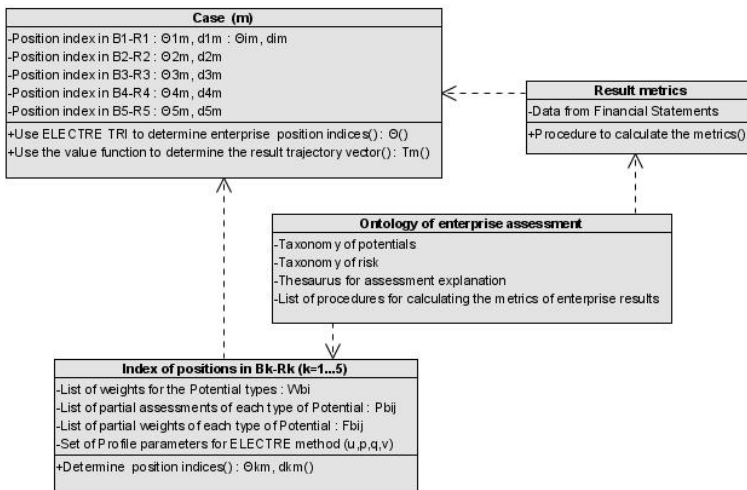 Case (m)
-Position index in B1-R1 : Θ1m, d1m : Θim, dim
-Position index in B2-R2 : Θ2m, d2m
-Position index in B3-R3 : Θ3m, d3m
-Position index in B4-R4 : Θ4m, d4m
-Position index in B5-R5 : Θ5m, d5m
+Use ELECTRE TRI to determine enterprise position indices() : Θ()
+Use the value function to determine the result trajectory vector() : Tm()
Result metrics
-Data from Financial Statements
+Procedure to calculate the metrics()
Ontology of enterprise assessment
-Taxonomy of potentials
-Taxonomy of risk
-Thesaurus for assessment explanation
-List of procedures for calculating the metrics of enterprise results
Index of positions in Bk-Rk (k=1...5)
-List of weights for the Potential types : Wbi
-List of partial assessments of each type of Potential : Pbij
-List of partial weights of each type of Potential : Fbij
-Set of Profile parameters for ELECTRE method (u,p,q,v)
+Determine position indices() : Θkm, dkm()